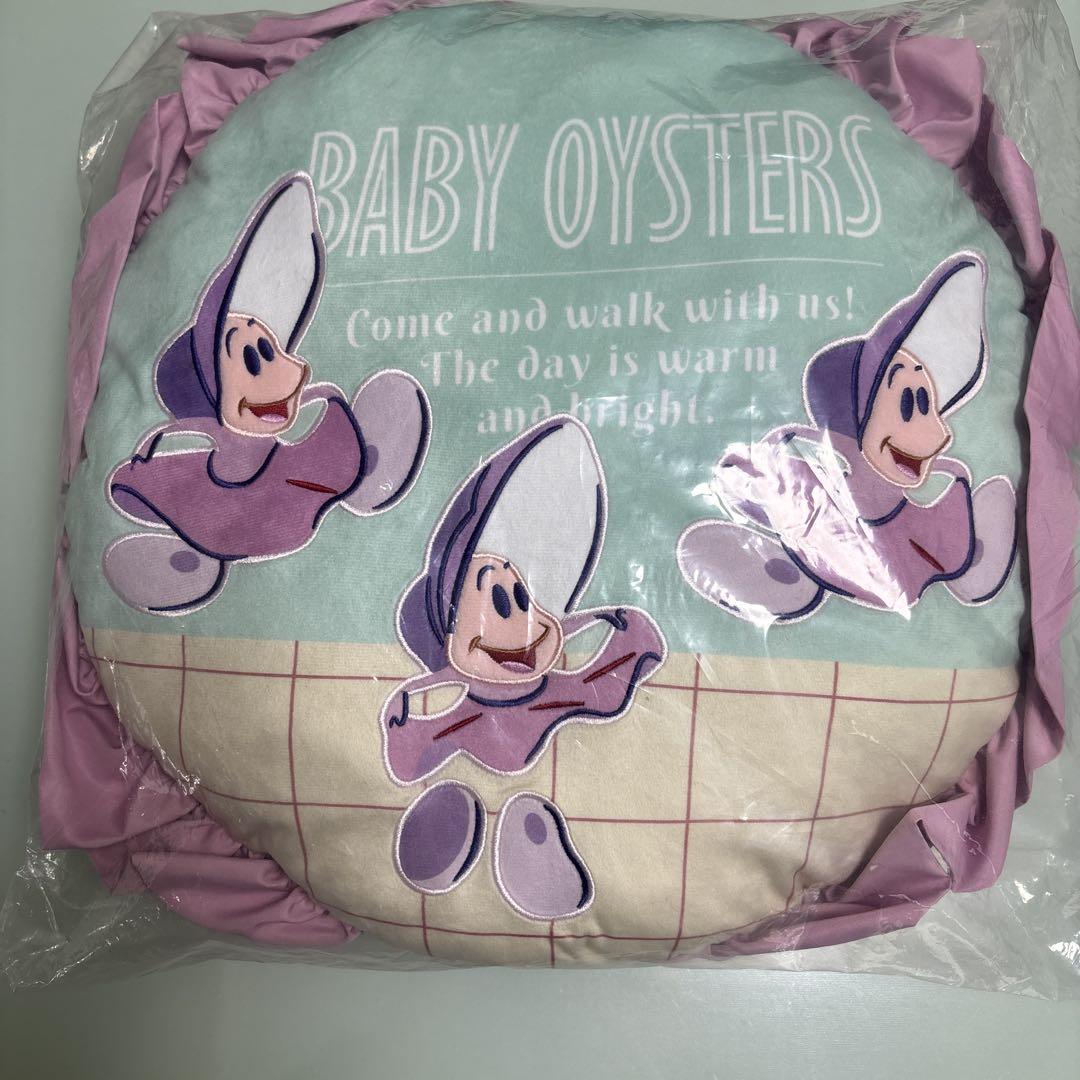 BABY OYSTERS
Come and walk with us!
The day is warm
and bright.